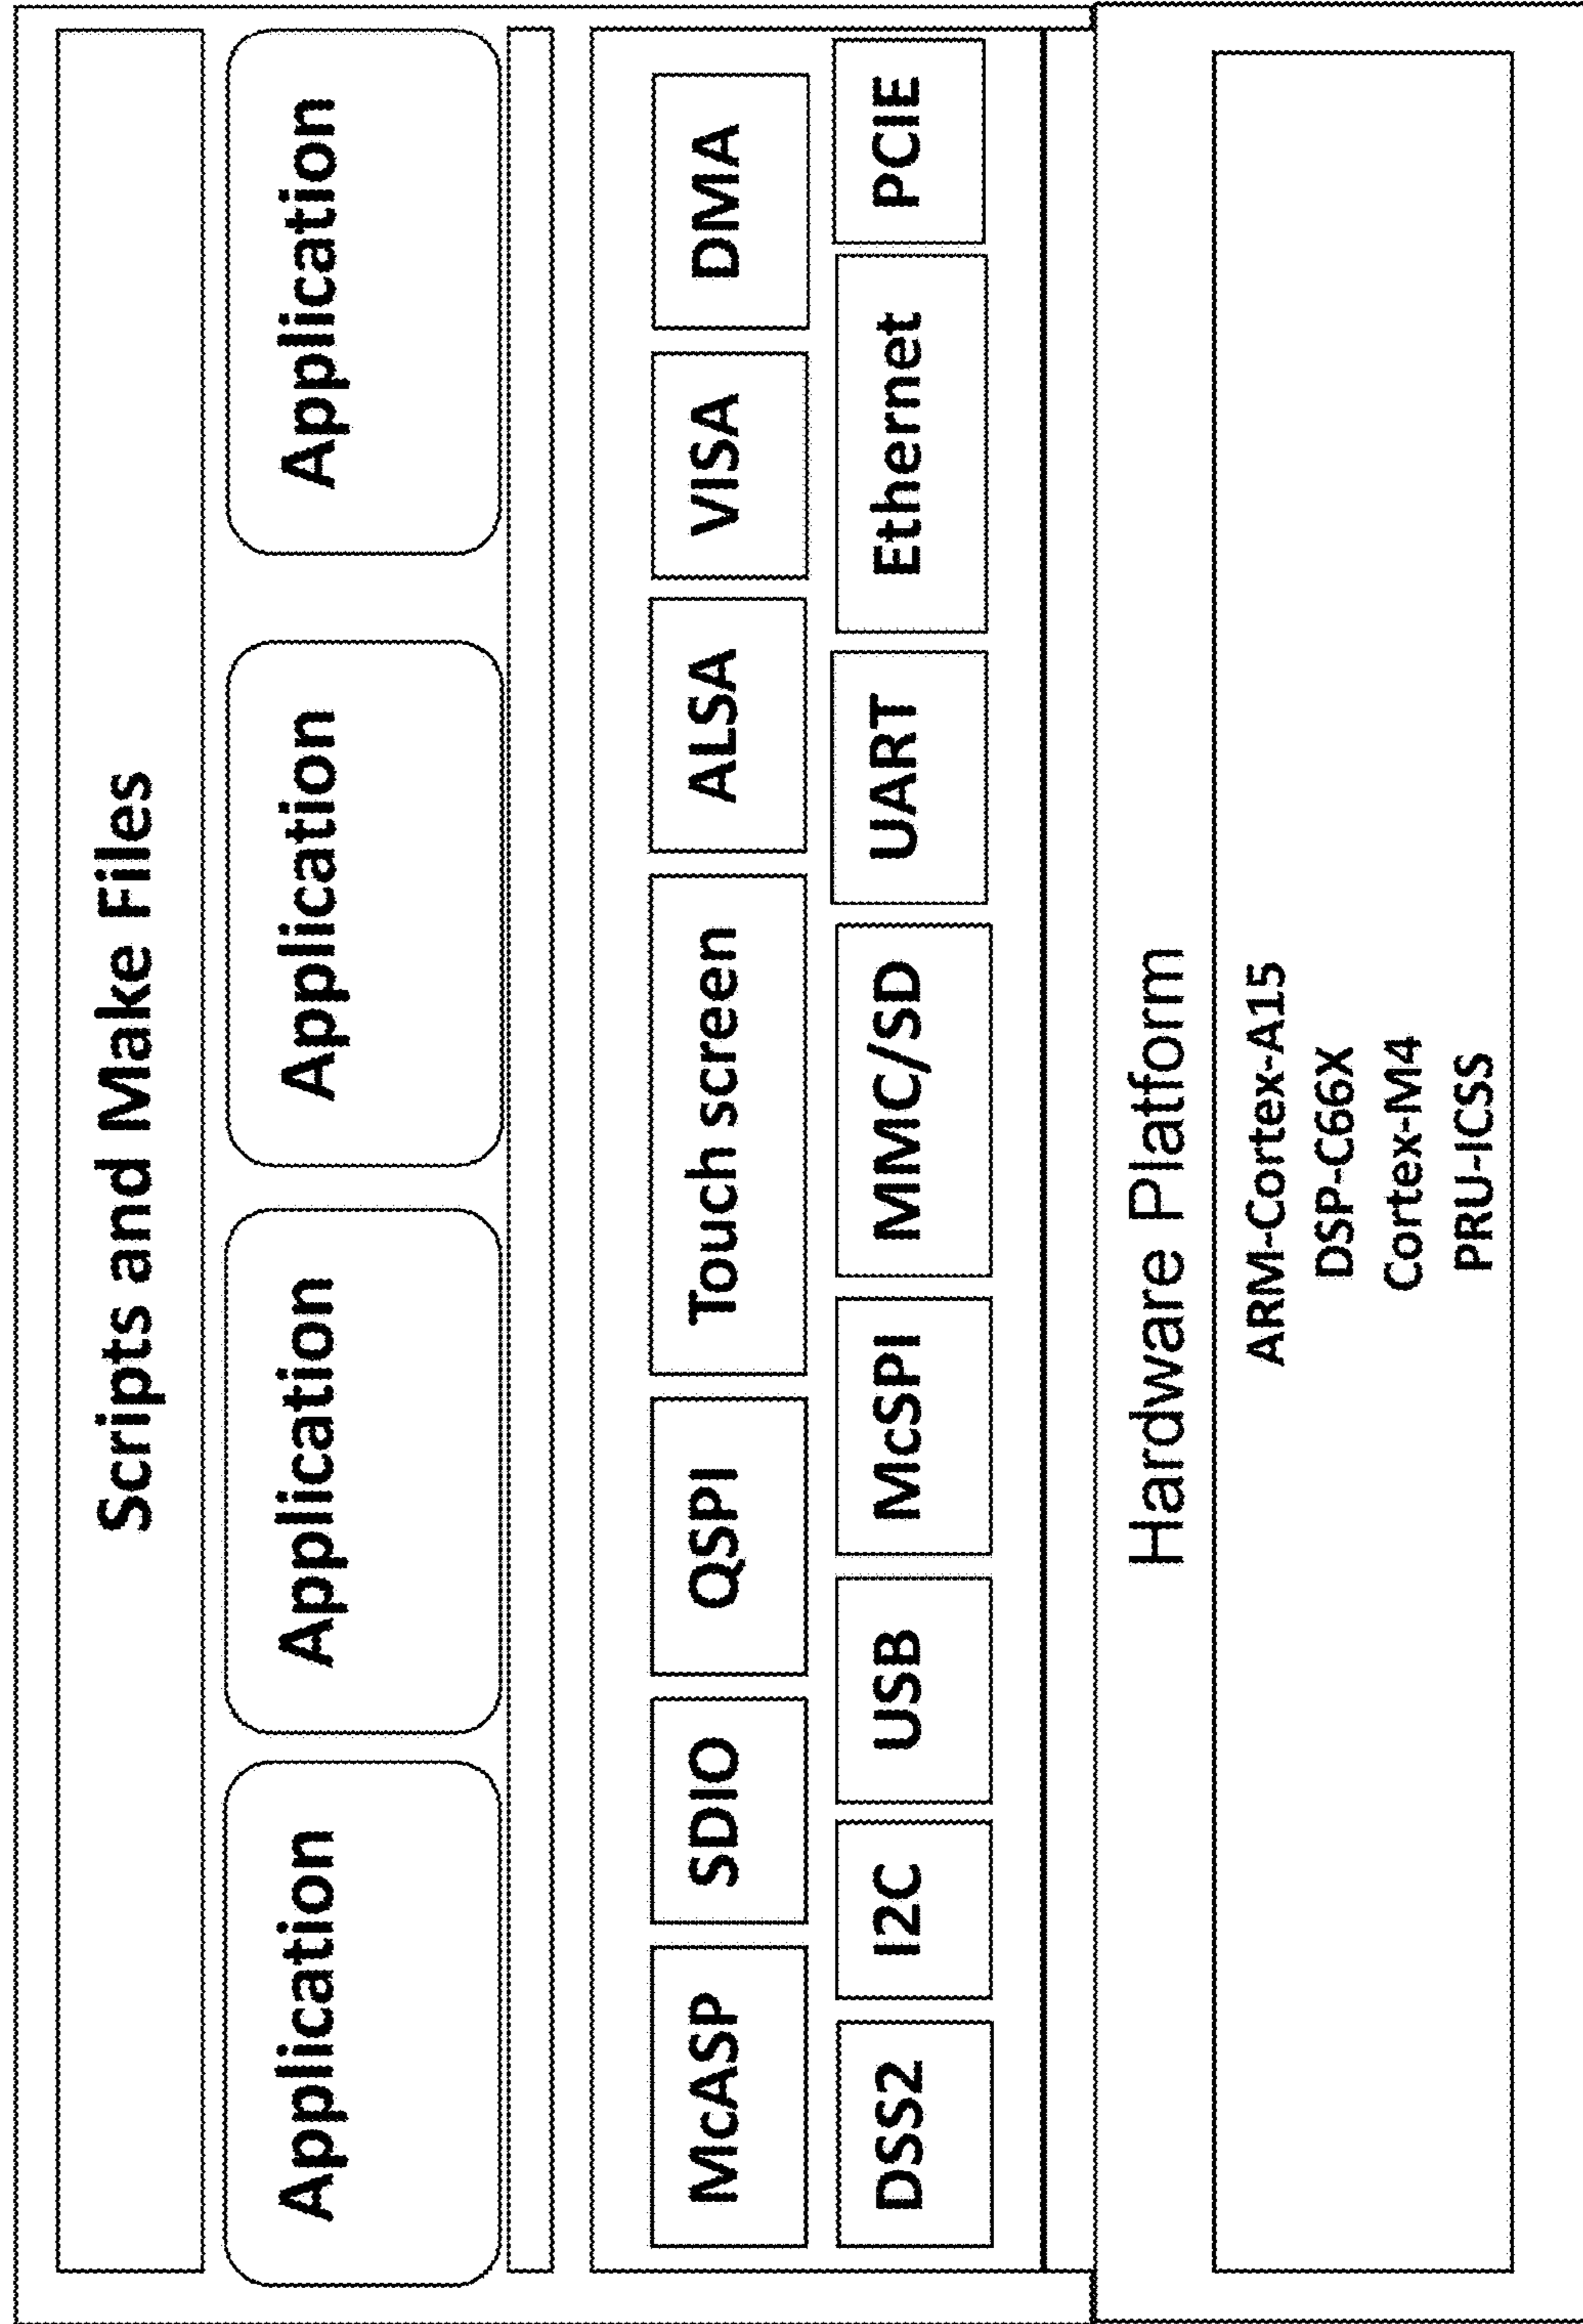 Scripts and Make Files
Application Application Application Application
McASP SDIO QSPI Touch screen ALSA VISA DMA
DSS2 I2C USB McSPI MMC/SD UART Ethernet PCIE
Hardware Platform
ARM-Cortex-A15
DSP-C66X
Cortex-M4
PRU-ICSS